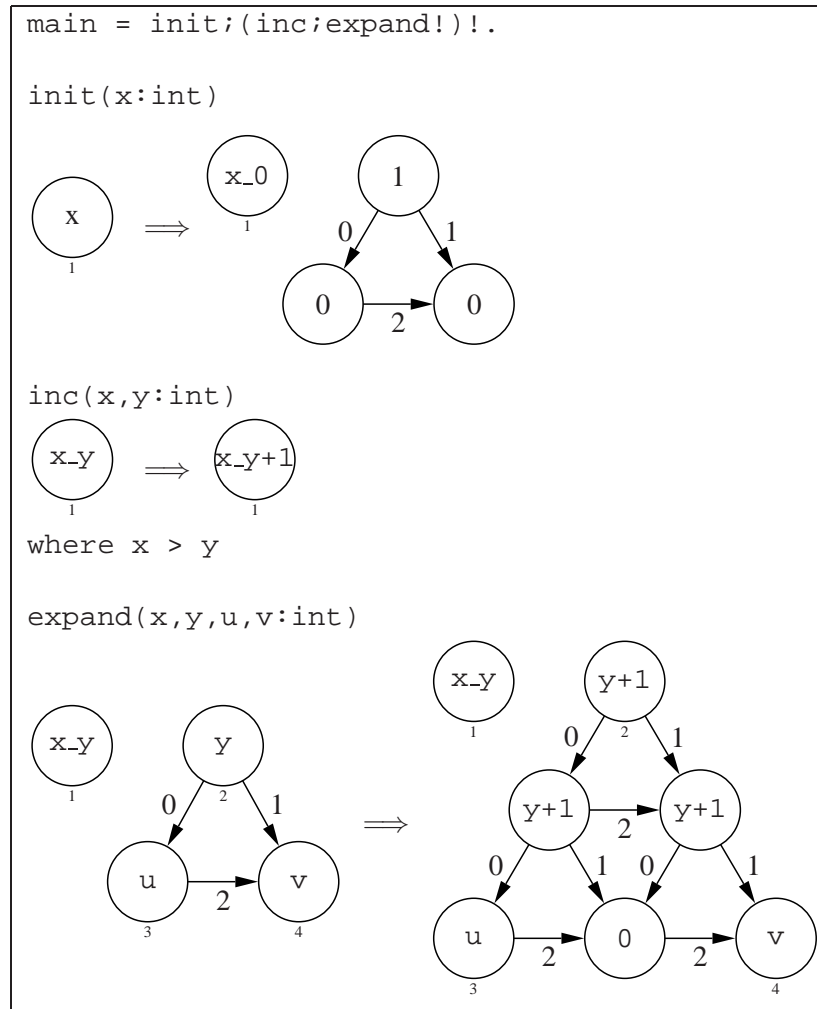 main = init;(inc;expand!)!.
init(x:int)
x
1
⟹
x_0
1
1
0
1
0
2
0
inc(x,y:int)
x_y
1
⟹
x_y+1
1
where x > y
expand(x,y,u,v:int)
x_y
1
y
2
0
1
u
3
2
v
4
⟹
x_y
1
y+1
2
0
1
y+1
2
y+1
0
1
0
1
u
3
2
0
2
v
4